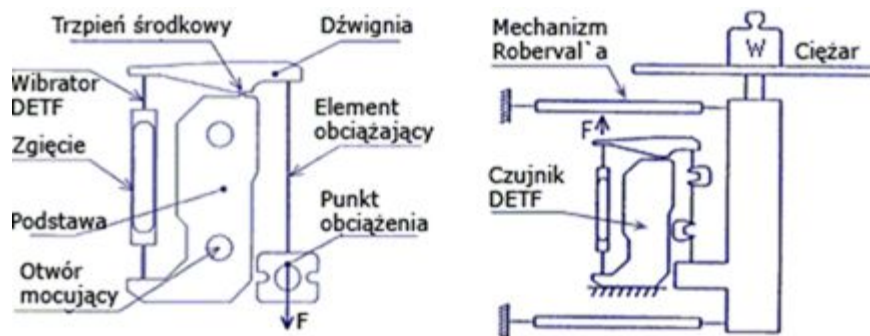 Trzpień środkowy
Dźwignia
Wibrator
DETF
Zgięcie
Element
obciążający
Podstawa
Punkt
obciążenia
Otwór
mocujący
F
Mechanizm
Roberval`a
W
Ciężar
F
Czujnik
DETF